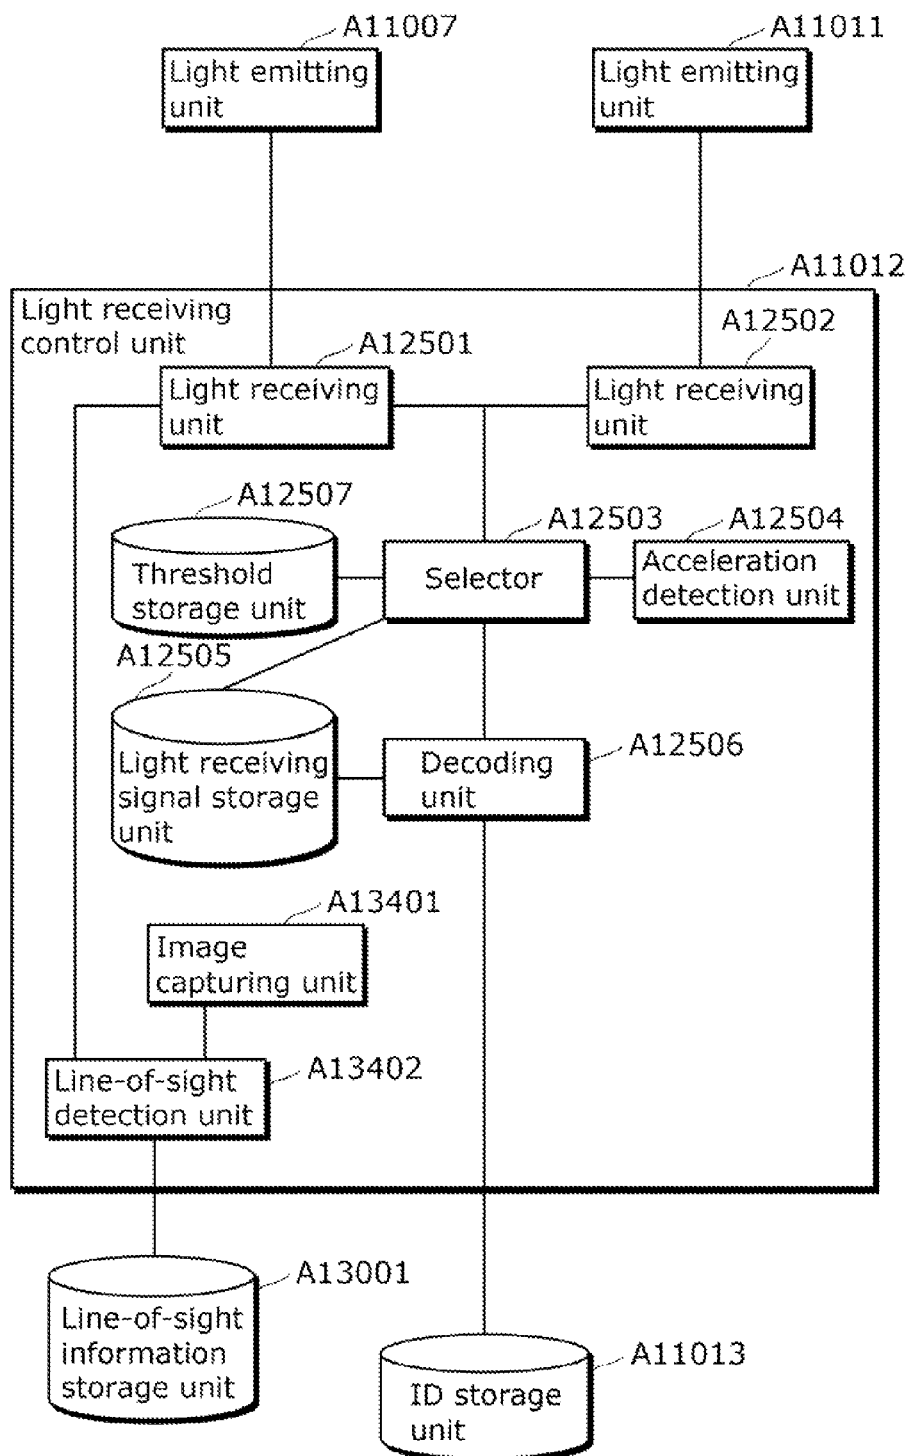 A11007
A11011
Light emitting
unit
Light emitting
unit
A11012
Light receiving
control unit
A12501
A12502
Light receiving
unit
Light receiving
unit
A12507
A12503
A12504
Threshold
storage unit
Selector
Acceleration
detection unit
A12505
A12506
Light receiving
signal storage
unit
Decoding
unit
A13401
Image
capturing unit
A13402
Line-of-sight
detection unit
A13001
Line-of-sight
information
storage unit
A11013
ID storage
unit